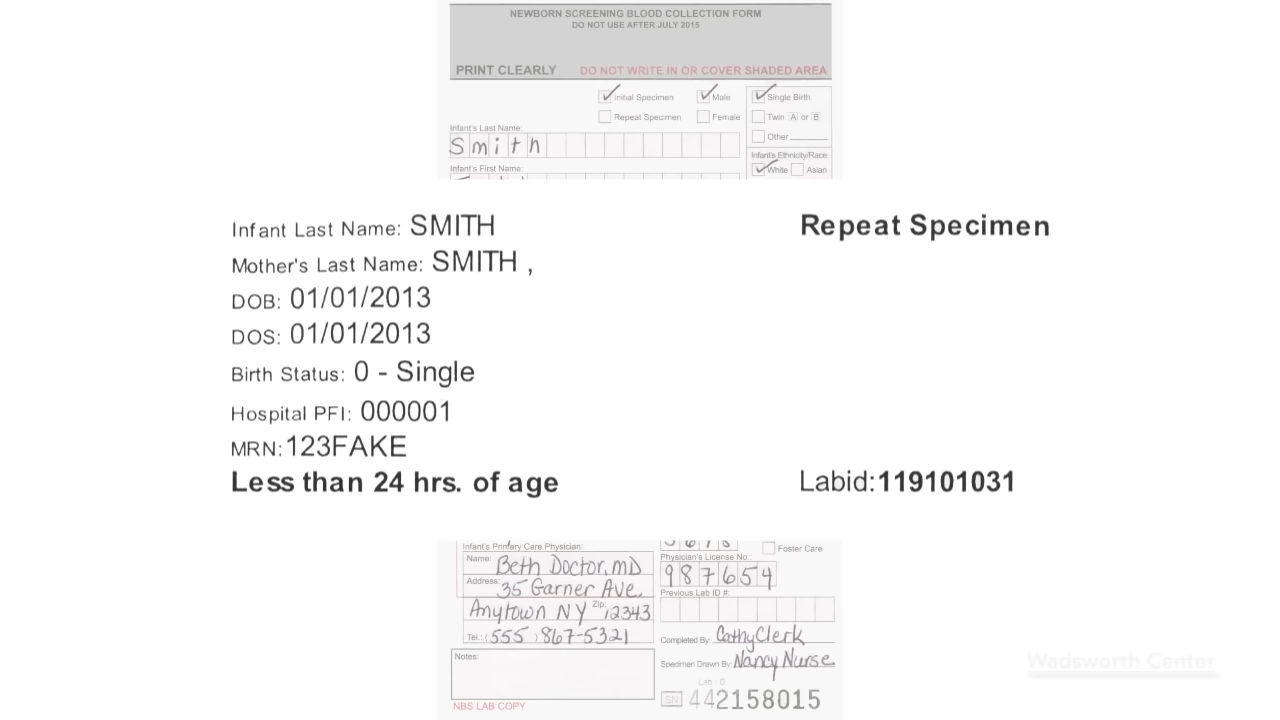 NEWBORN SCREENING BLOOD COLLECTION FORM
DO NOT USE AFTER JULY 2015
PRINT CLEARLY DO NOT WRITE IN OR COVER SHADED AREA
Initial Specimen Male Single Birth
Repeat Specimen Female Twin A or B
Other
Infant's Last Name:
Smith
Infant's Ethnicity/Race:
Infant's First Name:
White Asian
Infant Last Name: SMITH Repeat Specimen
Mother's Last Name: SMITH ,
DOB: 01/01/2013
DOS: 01/01/2013
Birth Status: 0 - Single
Hospital PFI: 000001
MRN:123FAKE
Less than 24 hrs. of age Labid:119101031
Infant's Primary Care Physician: Foster Care
Name: Beth Doctor, MD
Physician's License No.:
987654
Address: 35 Garner Ave.
Previous Lab ID #:
Anytown NY Zip: 12343
Tel.: (555) 867-5321
Completed By: Cathy Clerk
Notes:
Specimen Drawn By: Nancy Nurse
Wadsworth Center
SN 442158015
NBS LAB COPY